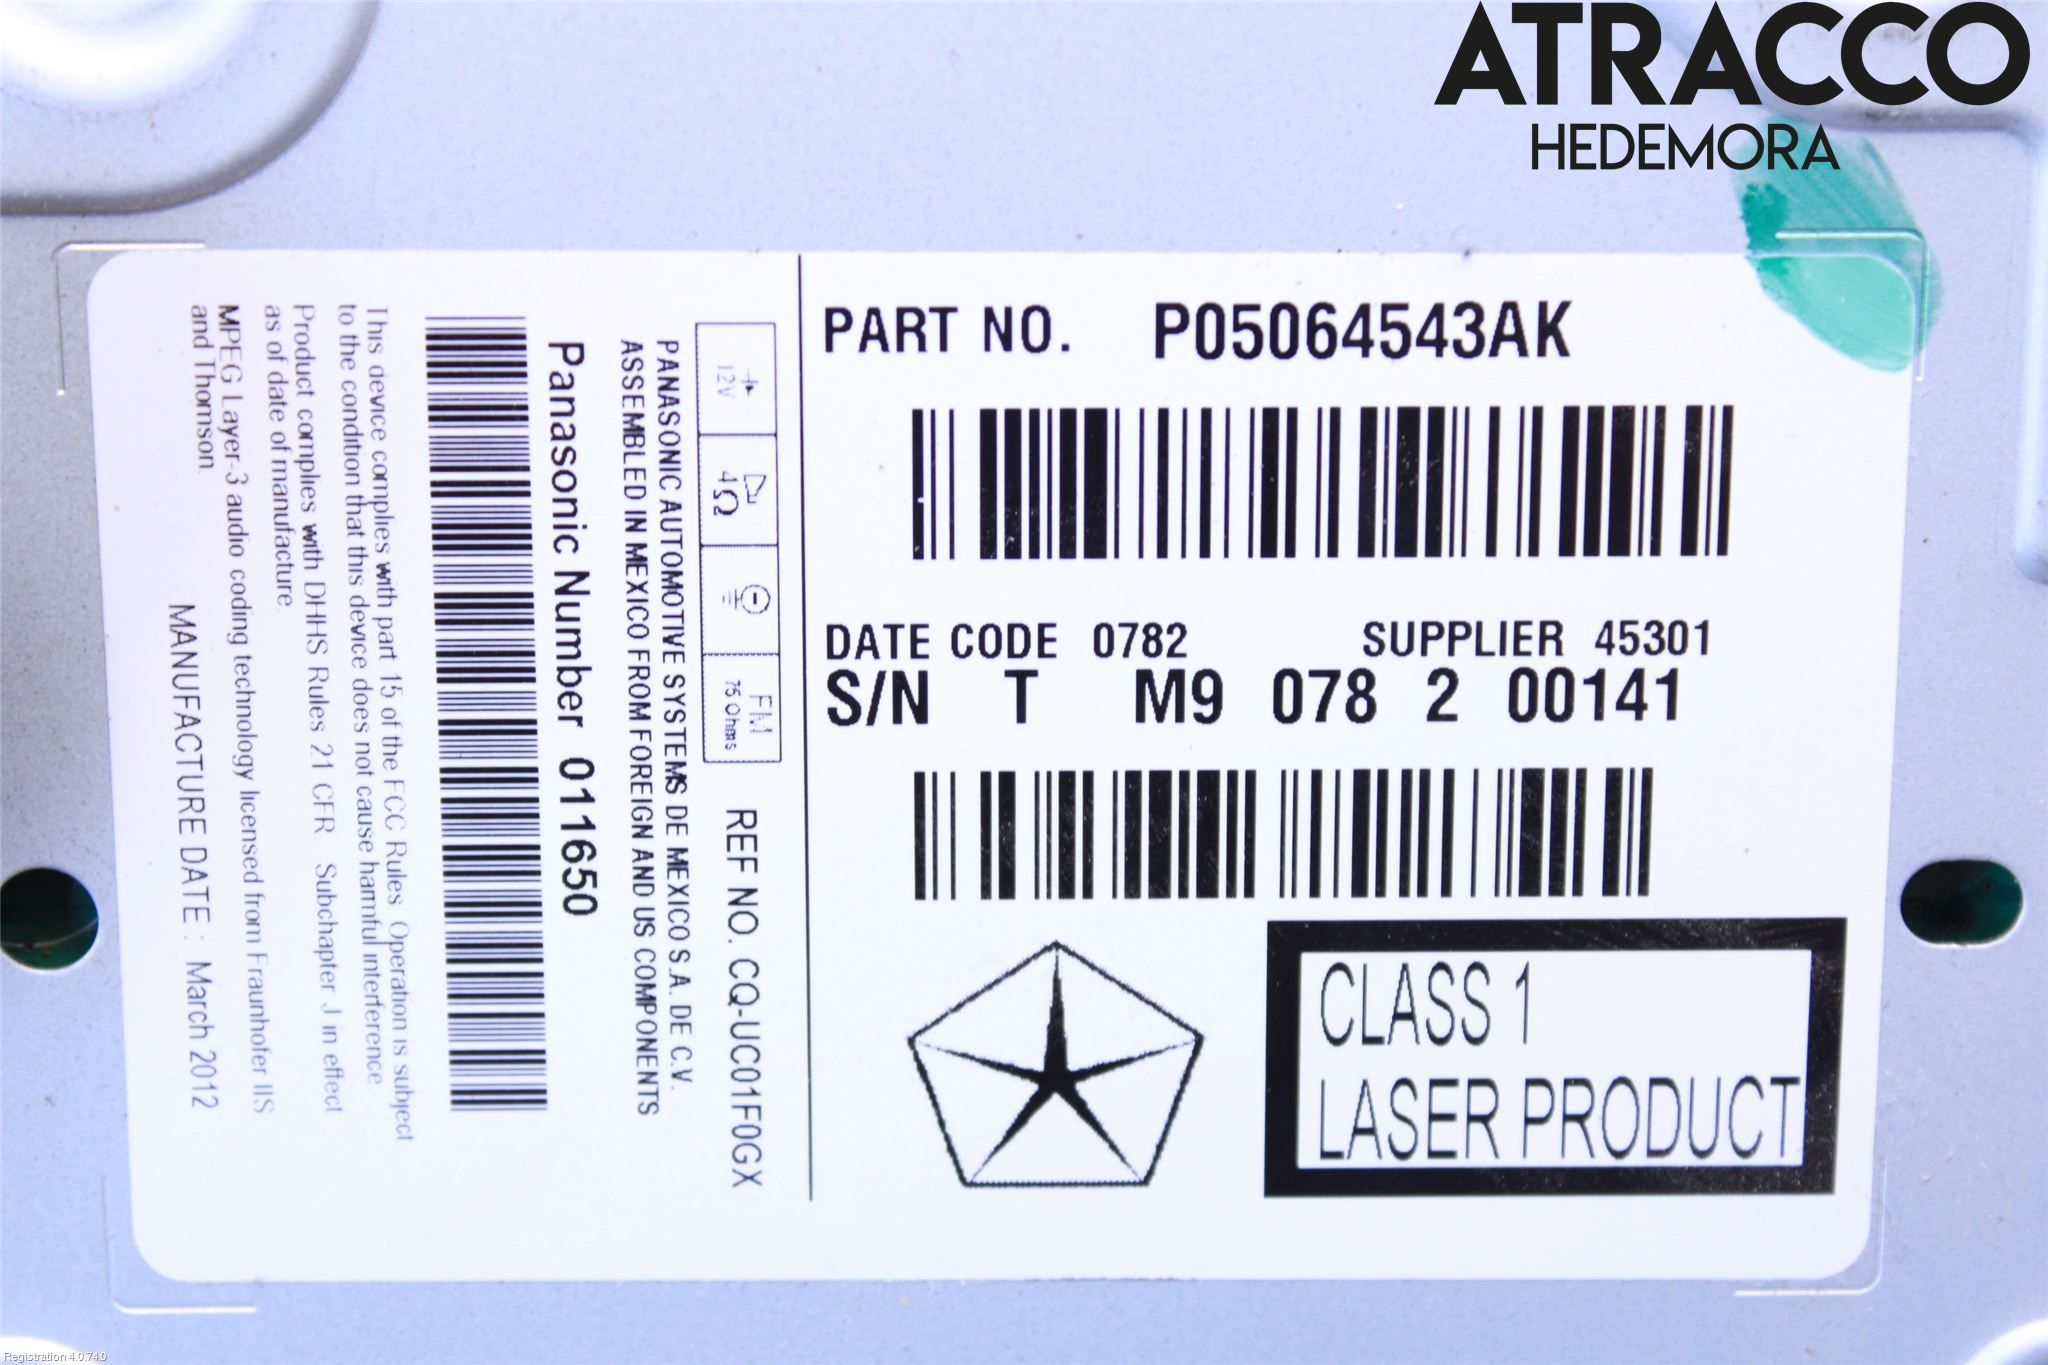 ATRACCO
HEDEMORA
PART NO. P05064543AK
DATE CODE 0782 SUPPLIER 45301
S/N T M9 078 2 00141
CLASS 1
LASER PRODUCT
12V
4Ω
FM
75 Ohms
REF NO. CQ-UC01F0GX
PANASONIC AUTOMOTIVE SYSTEMS DE MEXICO S.A. DE C.V.
ASSEMBLED IN MEXICO FROM FOREIGN AND US COMPONENTS
Panasonic Number 011650
This device complies with part 15 of the FCC Rules. Operation is subject
to the condition that this device does not cause harmful interference.
Product complies with DHHS Rules 21 CFR Subchapter J in effect
as of date of manufacture.
MPEG Layer-3 audio coding technology licensed from Fraunhofer IIS
and Thomson.
MANUFACTURE DATE : March 2012
Registration 4.0.74.0